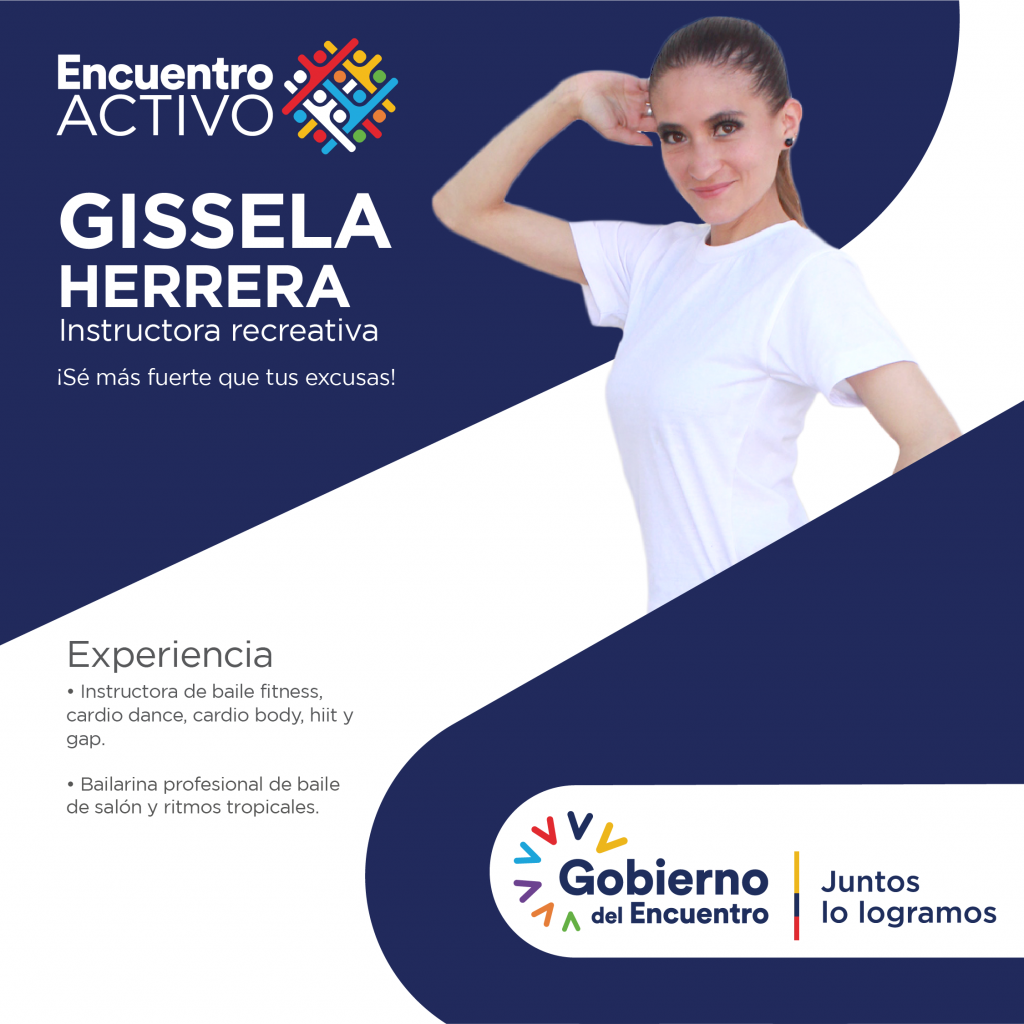 Encuentro
ACTIVO
GISSELA
HERRERA
Instructora recreativa
¡Sé más fuerte que tus excusas!
Experiencia
• Instructora de baile fitness,
cardio dance, cardio body, hiit y
gap.
• Bailarina profesional de baile
de salón y ritmos tropicales.
Gobierno
del Encuentro
Juntos
lo logramos